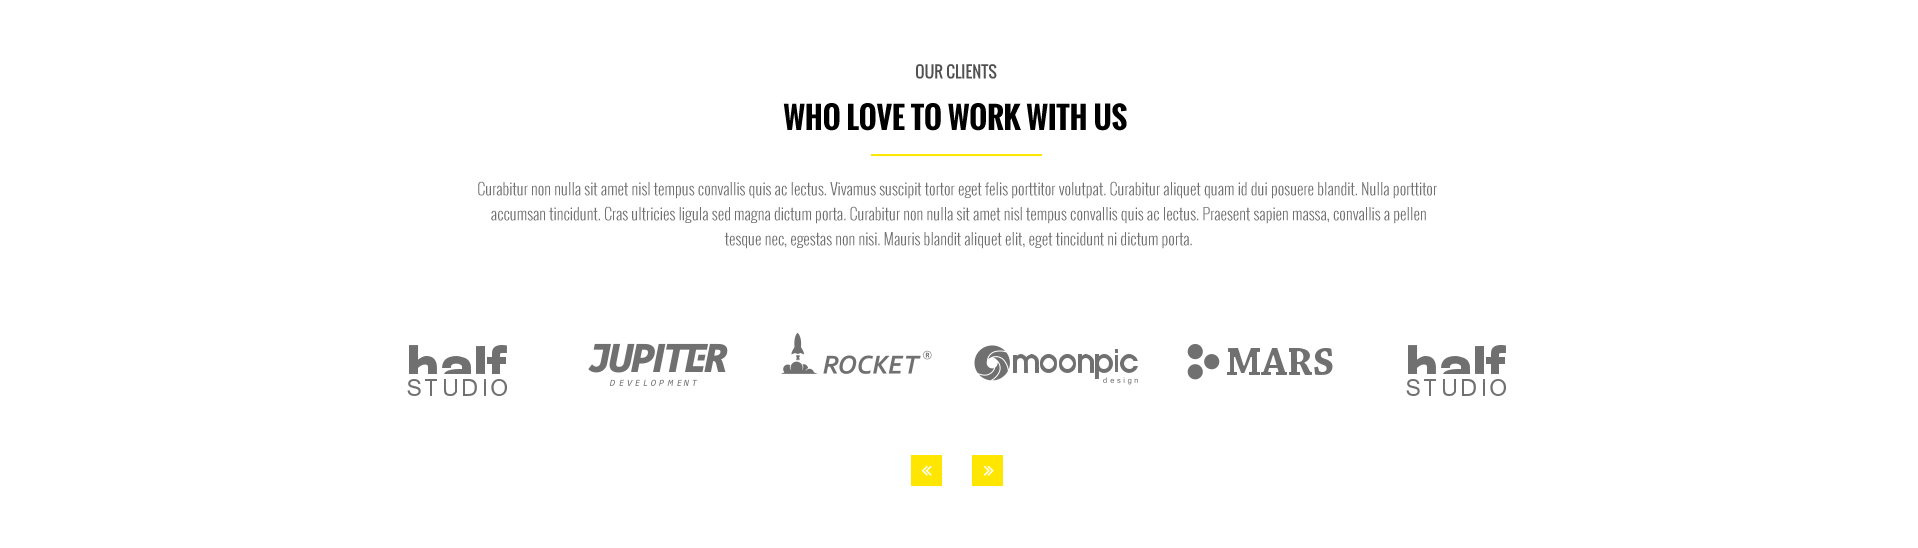 OUR CLIENTS
WHO LOVE TO WORK WITH US
Curabitur non nulla sit amet nisl tempus convallis quis ac lectus. Vivamus suscipit tortor eget felis porttitor volutpat. Curabitur aliquet quam id dui posuere blandit. Nulla porttitor
accumsan tincidunt. Cras ultricies ligula sed magna dictum porta. Curabitur non nulla sit amet nisl tempus convallis quis ac lectus. Praesent sapien massa, convallis a pellen
tesque nec, egestas non nisi. Mauris blandit aliquet elit, eget tincidunt ni dictum porta.
half
STUDIO
JUPITER
DEVELOPMENT
ROCKET®
moonpic
design
MARS
half
STUDIO
« »